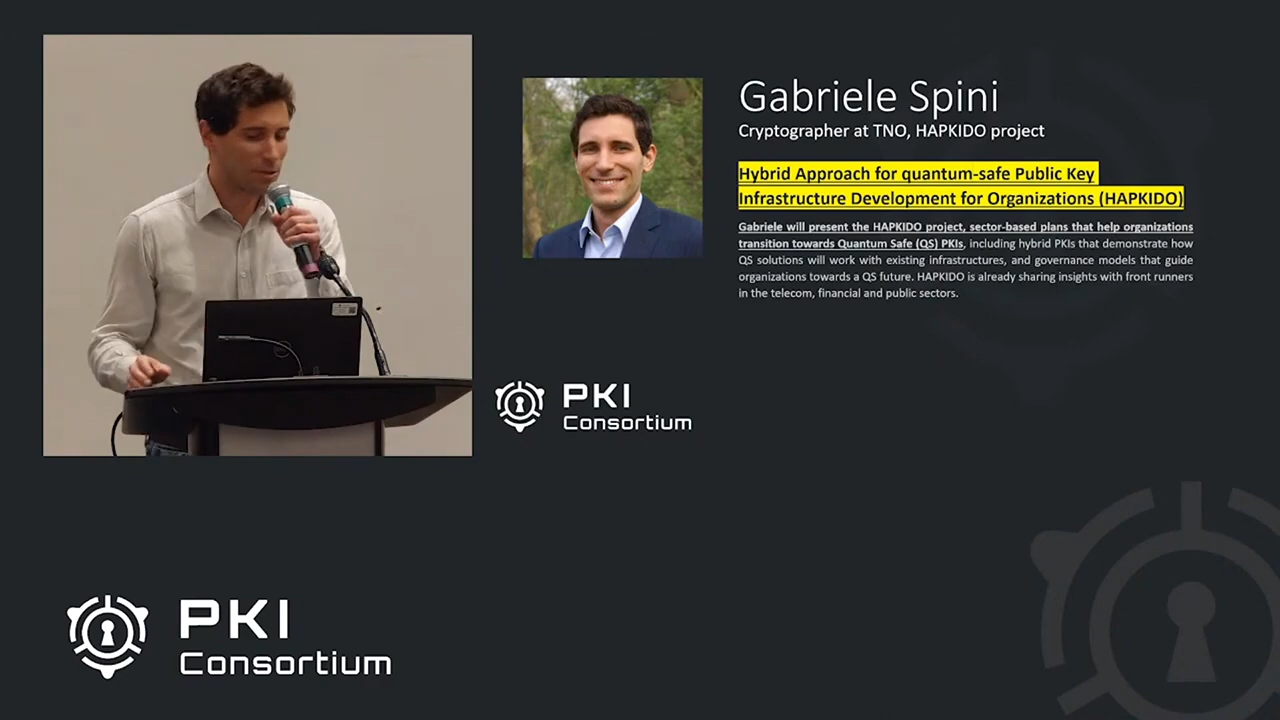 Gabriele Spini
Cryptographer at TNO, HAPKIDO project
Hybrid Approach for quantum-safe Public Key
Infrastructure Development for Organizations (HAPKIDO)
Gabriele will present the HAPKIDO project, sector-based plans that help organizations
transition towards Quantum Safe (QS) PKIs, including hybrid PKIs that demonstrate how
QS solutions will work with existing infrastructures, and governance models that guide
organizations towards a QS future. HAPKIDO is already sharing insights with front runners
in the telecom, financial and public sectors.
PKI
Consortium
PKI
Consortium